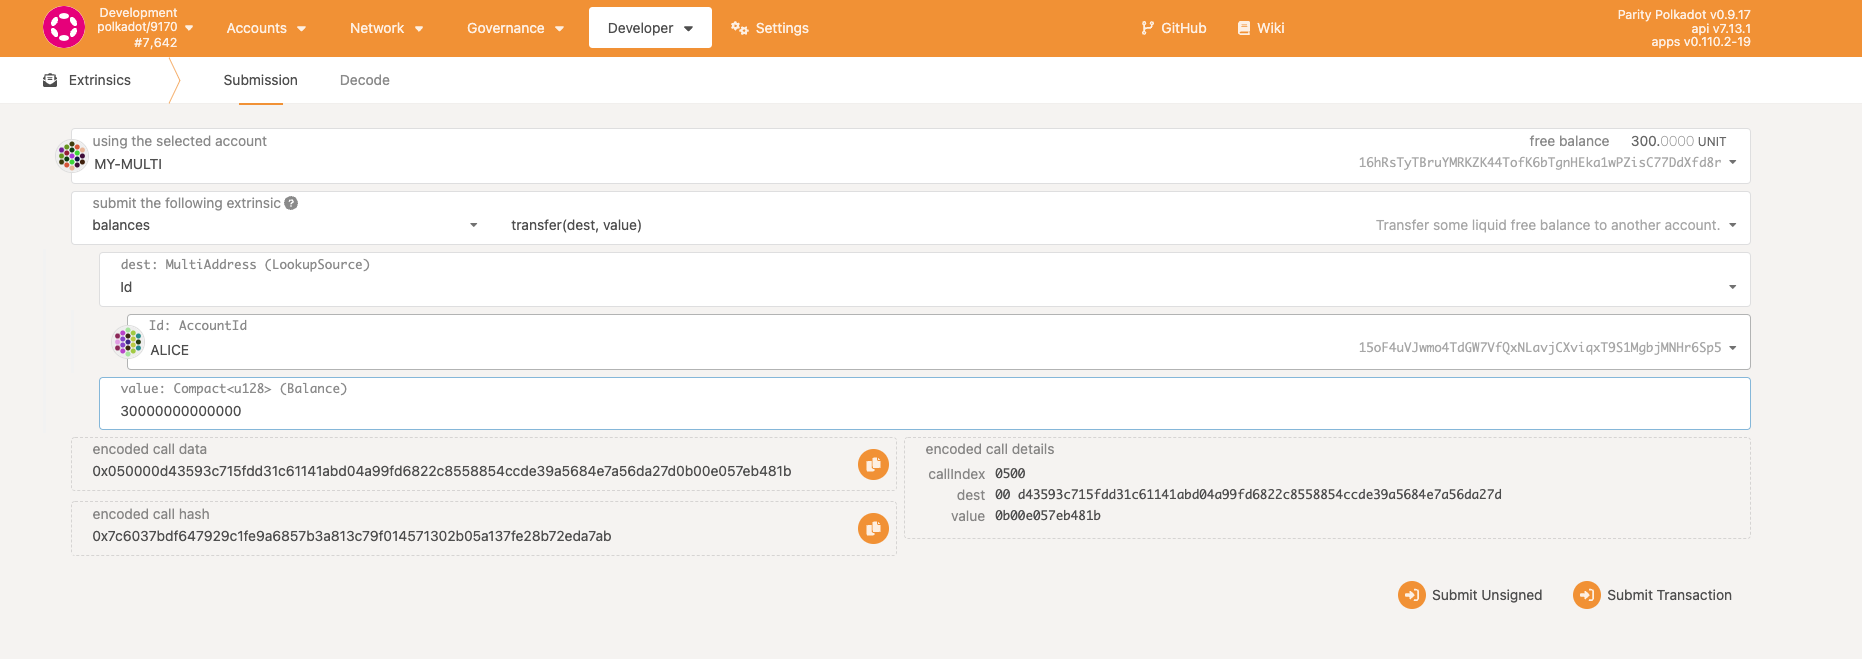 Development
polkadot/9170
#7,642
Accounts
Network
Governance
Developer
Settings
GitHub
Wiki
Parity Polkadot v0.9.17
api v7.13.1
apps v0.110.2-19
Extrinsics
Submission
Decode
using the selected account
free balance 300.0000 UNIT
MY-MULTI
16hRsTyTBruYMRKZK44TofK6bTgnHEka1wPZisC77DdXfd8r
submit the following extrinsic ?
balances
transfer(dest, value)
Transfer some liquid free balance to another account.
dest: MultiAddress (LookupSource)
Id
Id: AccountId
ALICE
15oF4uVJwmo4TdGW7VfQxNLavjCXviqxT9S1MgbjMNHr6Sp5
value: Compact<u128> (Balance)
30000000000000
encoded call data
0x050000d43593c715fdd31c61141abd04a99fd6822c8558854ccde39a5684e7a56da27d0b00e057eb481b
encoded call hash
0x7c6037bdf647929c1fe9a6857b3a813c79f014571302b05a137fe28b72eda7ab
encoded call details
callIndex 0500
dest 00 d43593c715fdd31c61141abd04a99fd6822c8558854ccde39a5684e7a56da27d
value 0b00e057eb481b
Submit Unsigned
Submit Transaction